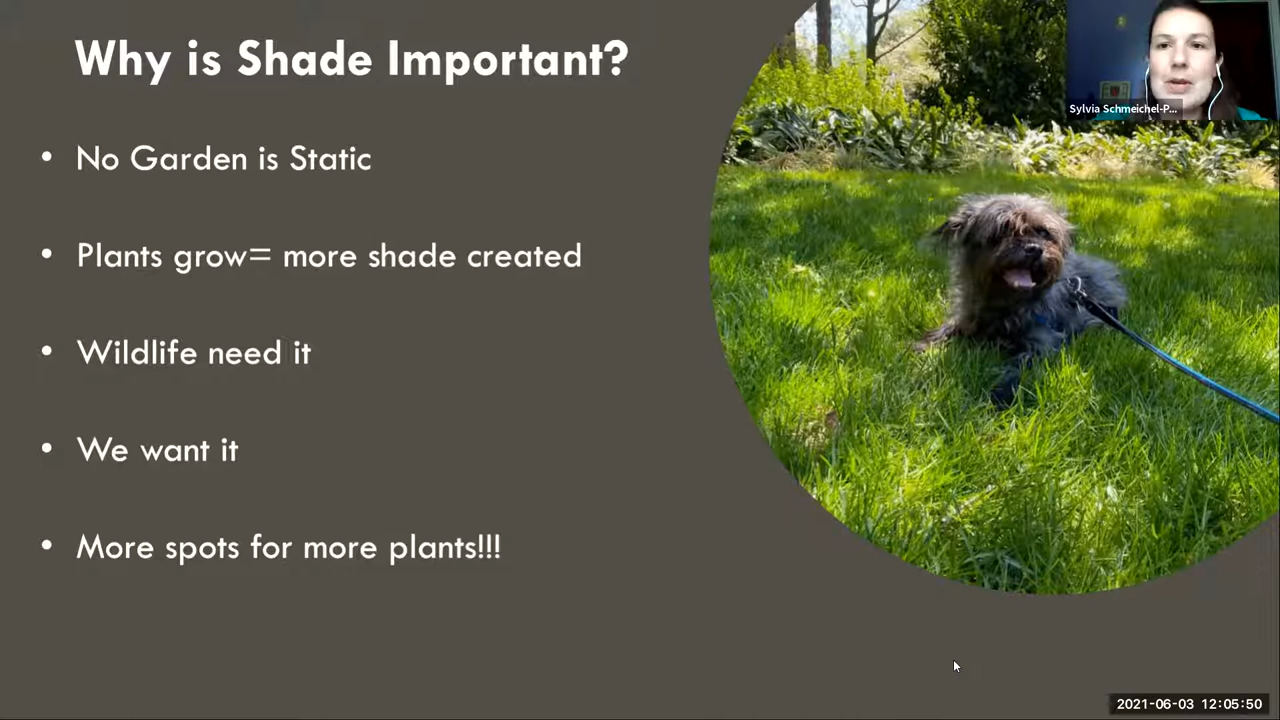 Why is Shade Important?
Sylvia Schmeichel-P...
• No Garden is Static
• Plants grow= more shade created
• Wildlife need it
• We want it
• More spots for more plants!!!
2021-06-03 12:05:50